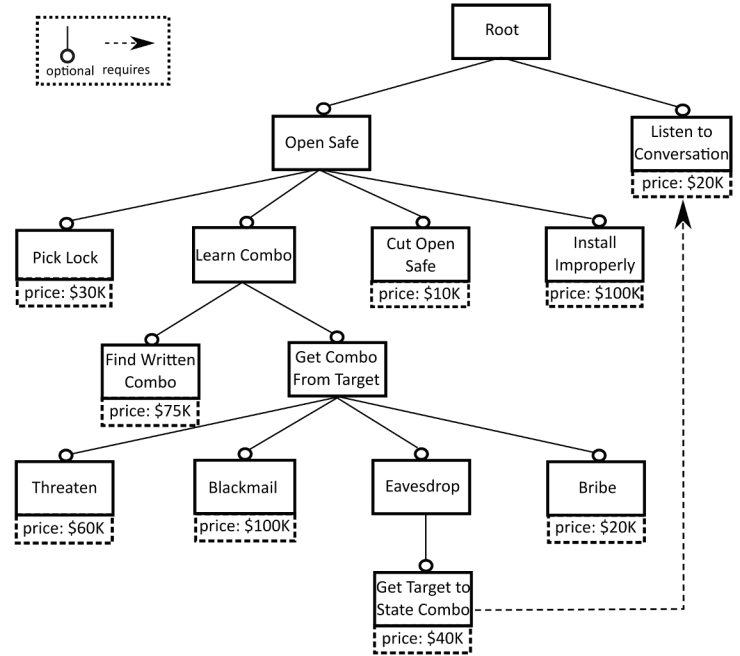 Root
optional requires
Open Safe
Listen to
Conversation
price: $20K
Pick Lock
price: $30K
Learn Combo
Cut Open
Safe
price: $10K
Install
Improperly
price: $100K
Find Written
Combo
price: $75K
Get Combo
From Target
Threaten
price: $60K
Blackmail
price: $100K
Eavesdrop
Bribe
price: $20K
Get Target to
State Combo
price: $40K